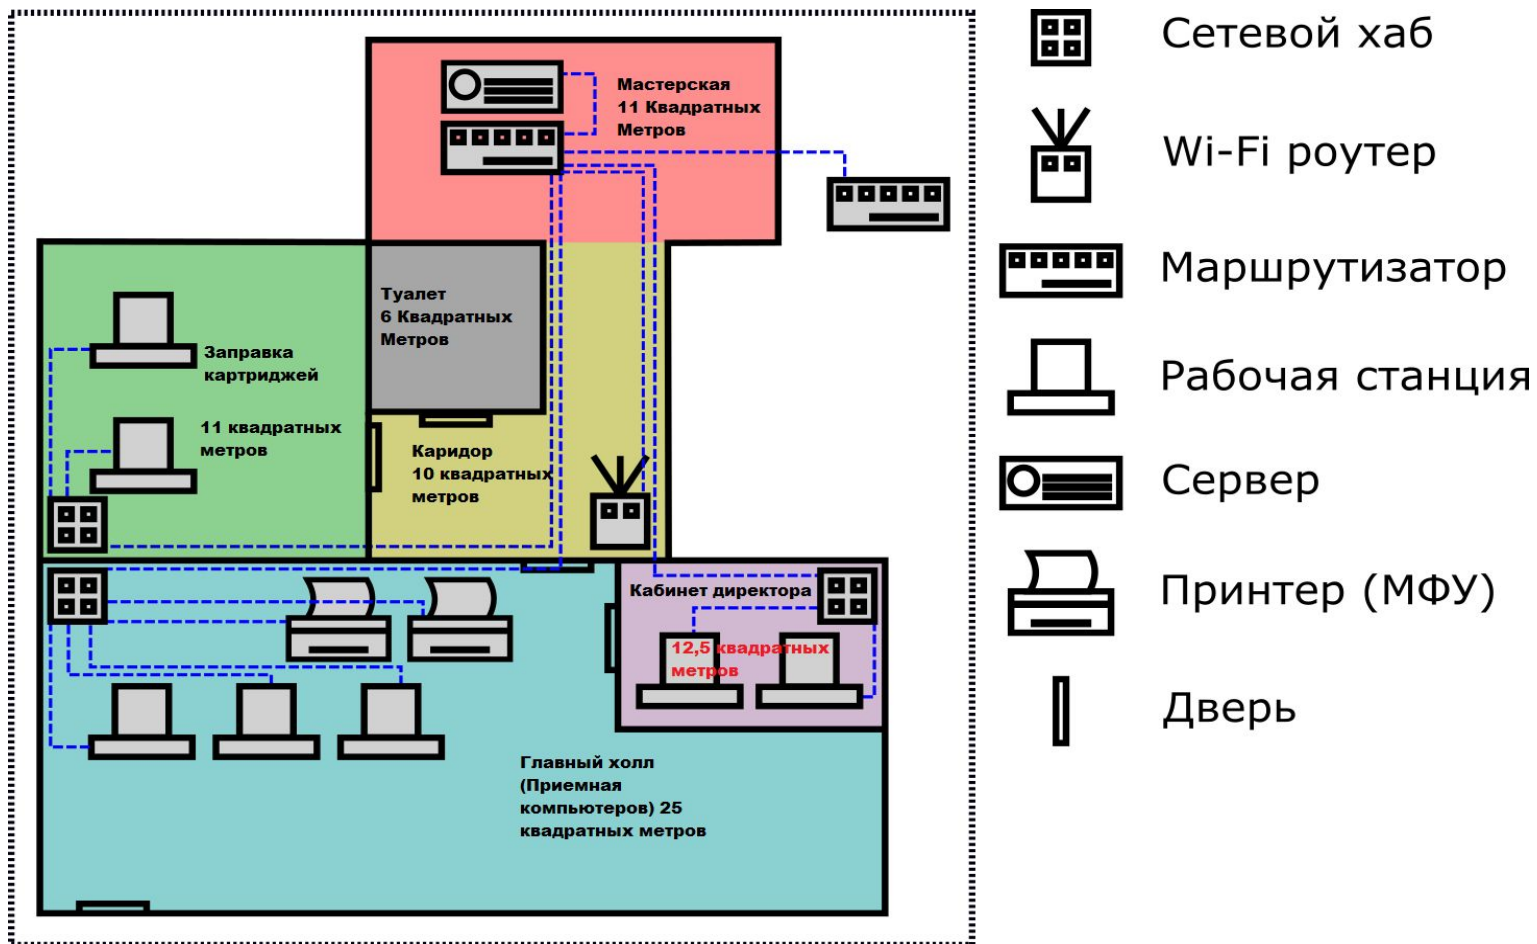 Мастерская
11 Квадратных
Метров
Туалет
6 Квадратных
Метров
Заправка
картриджей
11 квадратных
метров
Каридор
10 квадратных
метров
Кабинет директора
12,5 квадратных
метров
Главный холл
(Приемная
компьютеров) 25
квадратных метров
Сетевой хаб
Wi-Fi роутер
Маршрутизатор
Рабочая станция
Сервер
Принтер (МФУ)
Дверь